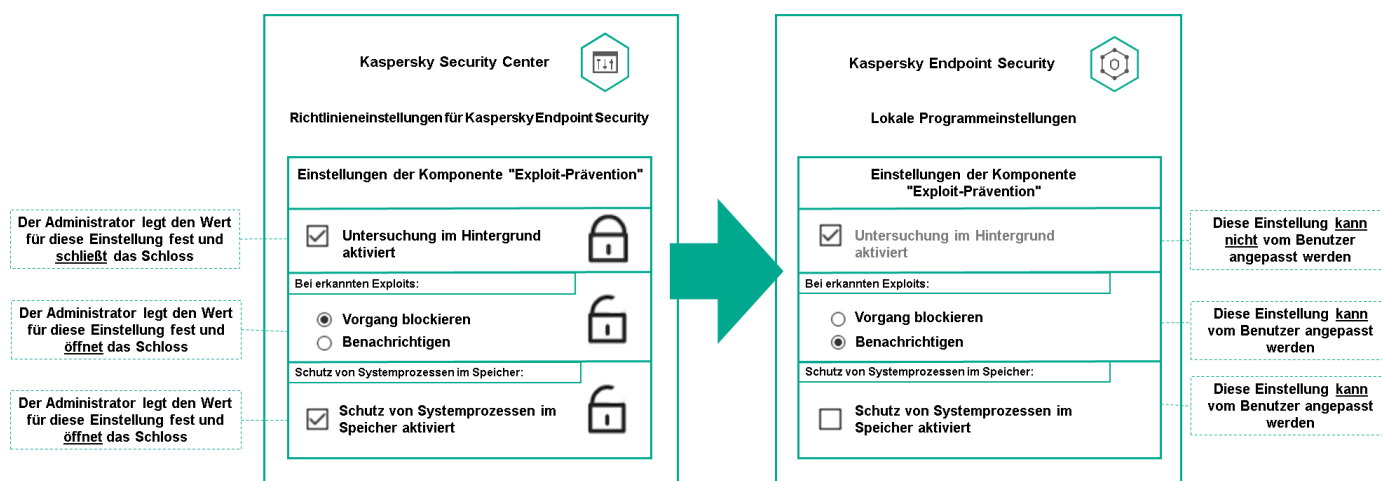 Kaspersky Security Center
Richtlinieneinstellungen für Kaspersky Endpoint Security
Einstellungen der Komponente "Exploit-Prävention"
Der Administrator legt den Wert
für diese Einstellung fest und
schließt das Schloss
Untersuchung im Hintergrund
aktiviert
Bei erkannten Exploits:
Der Administrator legt den Wert
für diese Einstellung fest und
öffnet das Schloss
Vorgang blockieren
Benachrichtigen
Schutz von Systemprozessen im Speicher:
Der Administrator legt den Wert
für diese Einstellung fest und
öffnet das Schloss
Schutz von Systemprozessen im
Speicher aktiviert
Kaspersky Endpoint Security
Lokale Programmeinstellungen
Einstellungen der Komponente
"Exploit-Prävention"
Untersuchung im Hintergrund
aktiviert
Diese Einstellung kann
nicht vom Benutzer
angepasst werden
Bei erkannten Exploits:
Vorgang blockieren
Benachrichtigen
Diese Einstellung kann
vom Benutzer angepasst
werden
Schutz von Systemprozessen im Speicher:
Schutz von Systemprozessen im
Speicher aktiviert
Diese Einstellung kann
vom Benutzer angepasst
werden